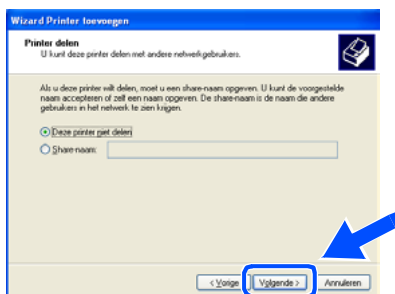 Wizard Printer toevoegen
Printer delen
U kunt deze printer delen met andere netwerkgebruikers.
Als u deze printer wilt delen, moet u een share-naam opgeven. U kunt de voorgestelde
naam accepteren of zelf een naam opgeven. De share-naam is de naam die andere
gebruikers in het netwerk te zien krijgen.
Deze printer niet delen
Share-naam:
< Vorige Volgende > Annuleren